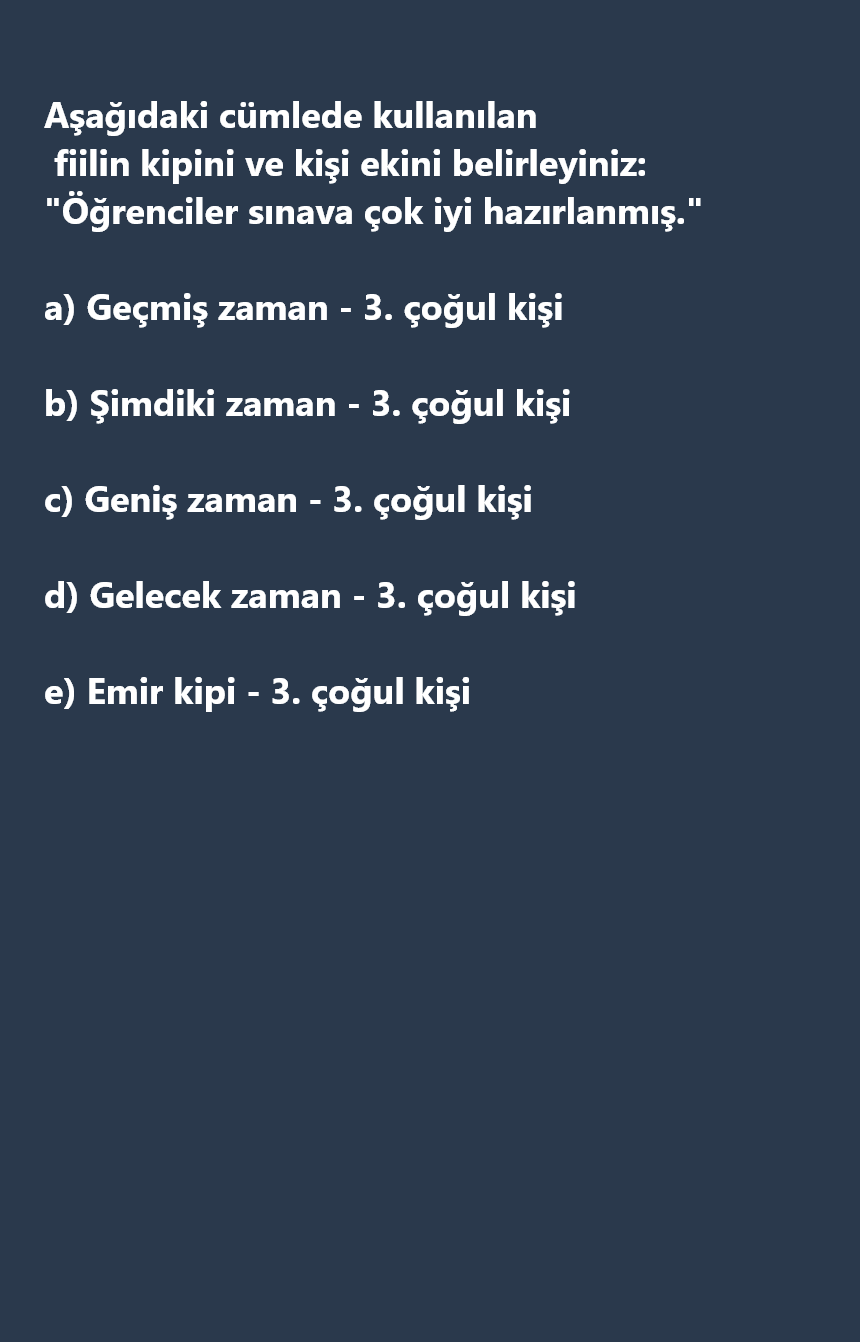 Aşağıdaki cümlede kullanılan
fiilin kipini ve kişi ekini belirleyiniz:
"Öğrenciler sınava çok iyi hazırlanmış."
a) Geçmiş zaman - 3. çoğul kişi
b) Şimdiki zaman - 3. çoğul kişi
c) Geniş zaman - 3. çoğul kişi
d) Gelecek zaman - 3. çoğul kişi
e) Emir kipi - 3. çoğul kişi